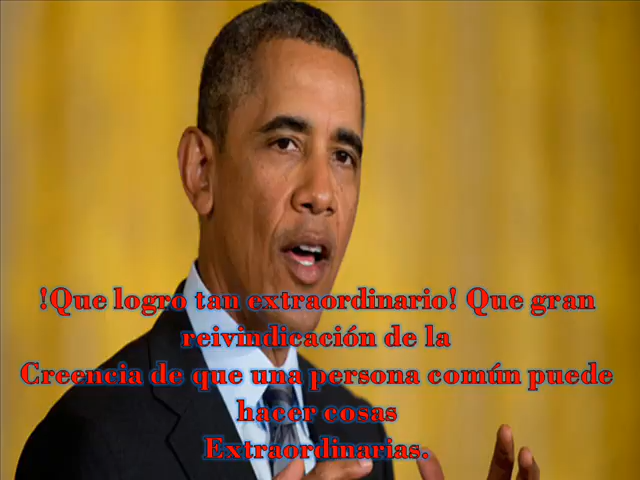 !Que logro tan extraordinario! Que gran
reivindicación de la
Creencia de que una persona común puede
hacer cosas
Extraordinarias.